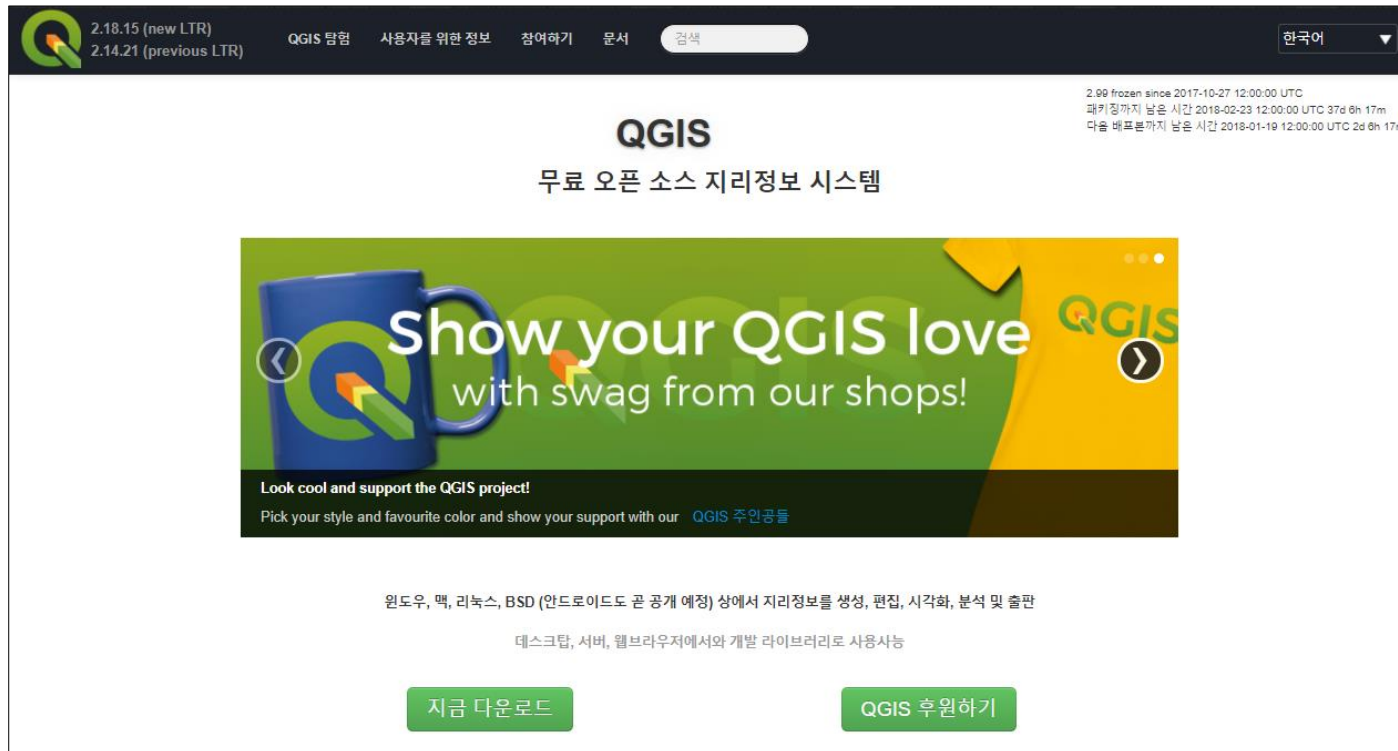 2.18.15 (new LTR)
2.14.21 (previous LTR)
QGIS 탐험 사용자를 위한 정보 참여하기 문서 검색
한국어
2.99 frozen since 2017-10-27 12:00:00 UTC
패키징까지 남은 시간 2018-02-23 12:00:00 UTC 37d 6h 17m
다음 배포본까지 남은 시간 2018-01-19 12:00:00 UTC 2d 6h 17m
QGIS
무료 오픈 소스 지리정보 시스템
QGIS
Show your QGIS love
with swag from our shops!
Look cool and support the QGIS project!
Pick your style and favourite color and show your support with our QGIS 주인공들
윈도우, 맥, 리눅스, BSD (안드로이드도 곧 공개 예정) 상에서 지리정보를 생성, 편집, 시각화, 분석 및 출판
데스크탑, 서버, 웹브라우저에서와 개발 라이브러리로 사용사능
지금 다운로드
QGIS 후원하기